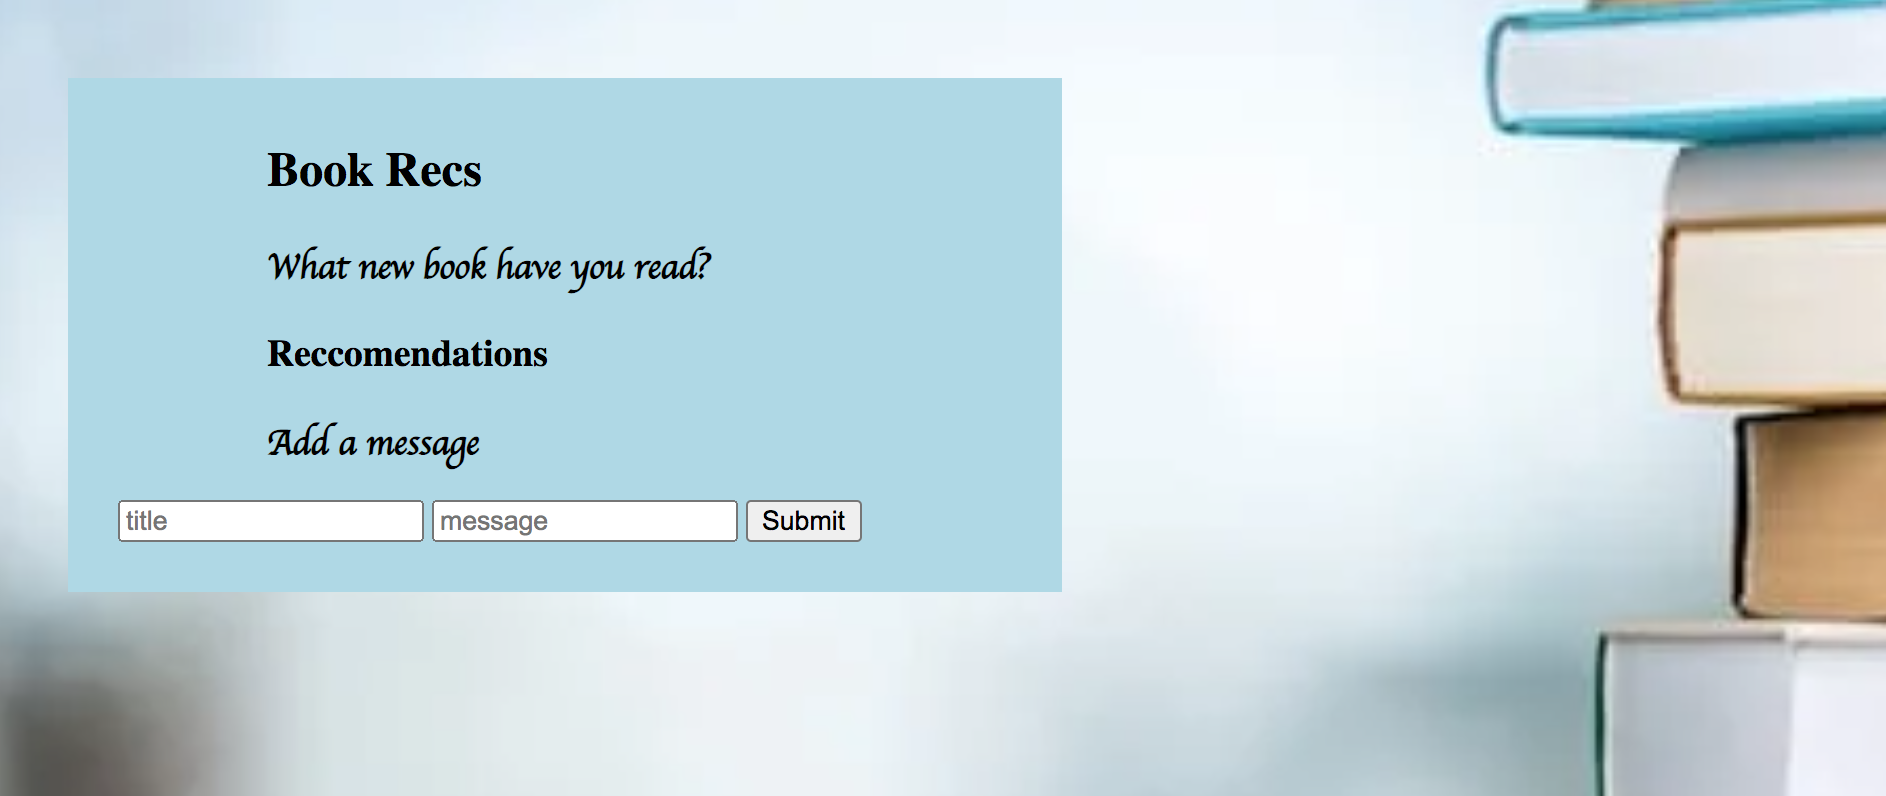 Book Recs
What new book have you read?
Reccomendations
Add a message
title message Submit